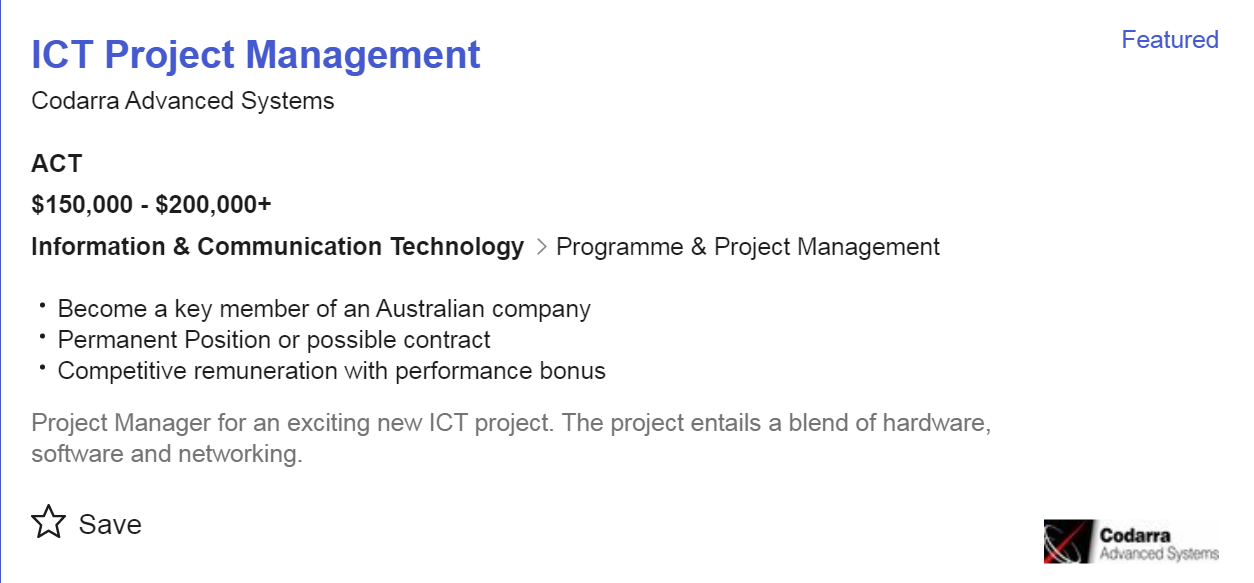 ICT Project Management
Featured
Codarra Advanced Systems
ACT
$150,000 - $200,000+
Information & Communication Technology > Programme & Project Management
• Become a key member of an Australian company
• Permanent Position or possible contract
• Competitive remuneration with performance bonus
Project Manager for an exciting new ICT project. The project entails a blend of hardware,
software and networking.
Save
Codarra
Advanced Systems